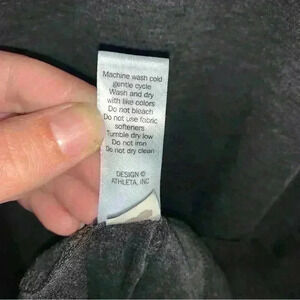 Machine wash cold
gentle cycle
Wash and dry
with like colors
Do not bleach
Do not use fabric
softeners
Tumble dry low
Do not iron
Do not dry clean
DESIGN ©
ATHLETA, INC